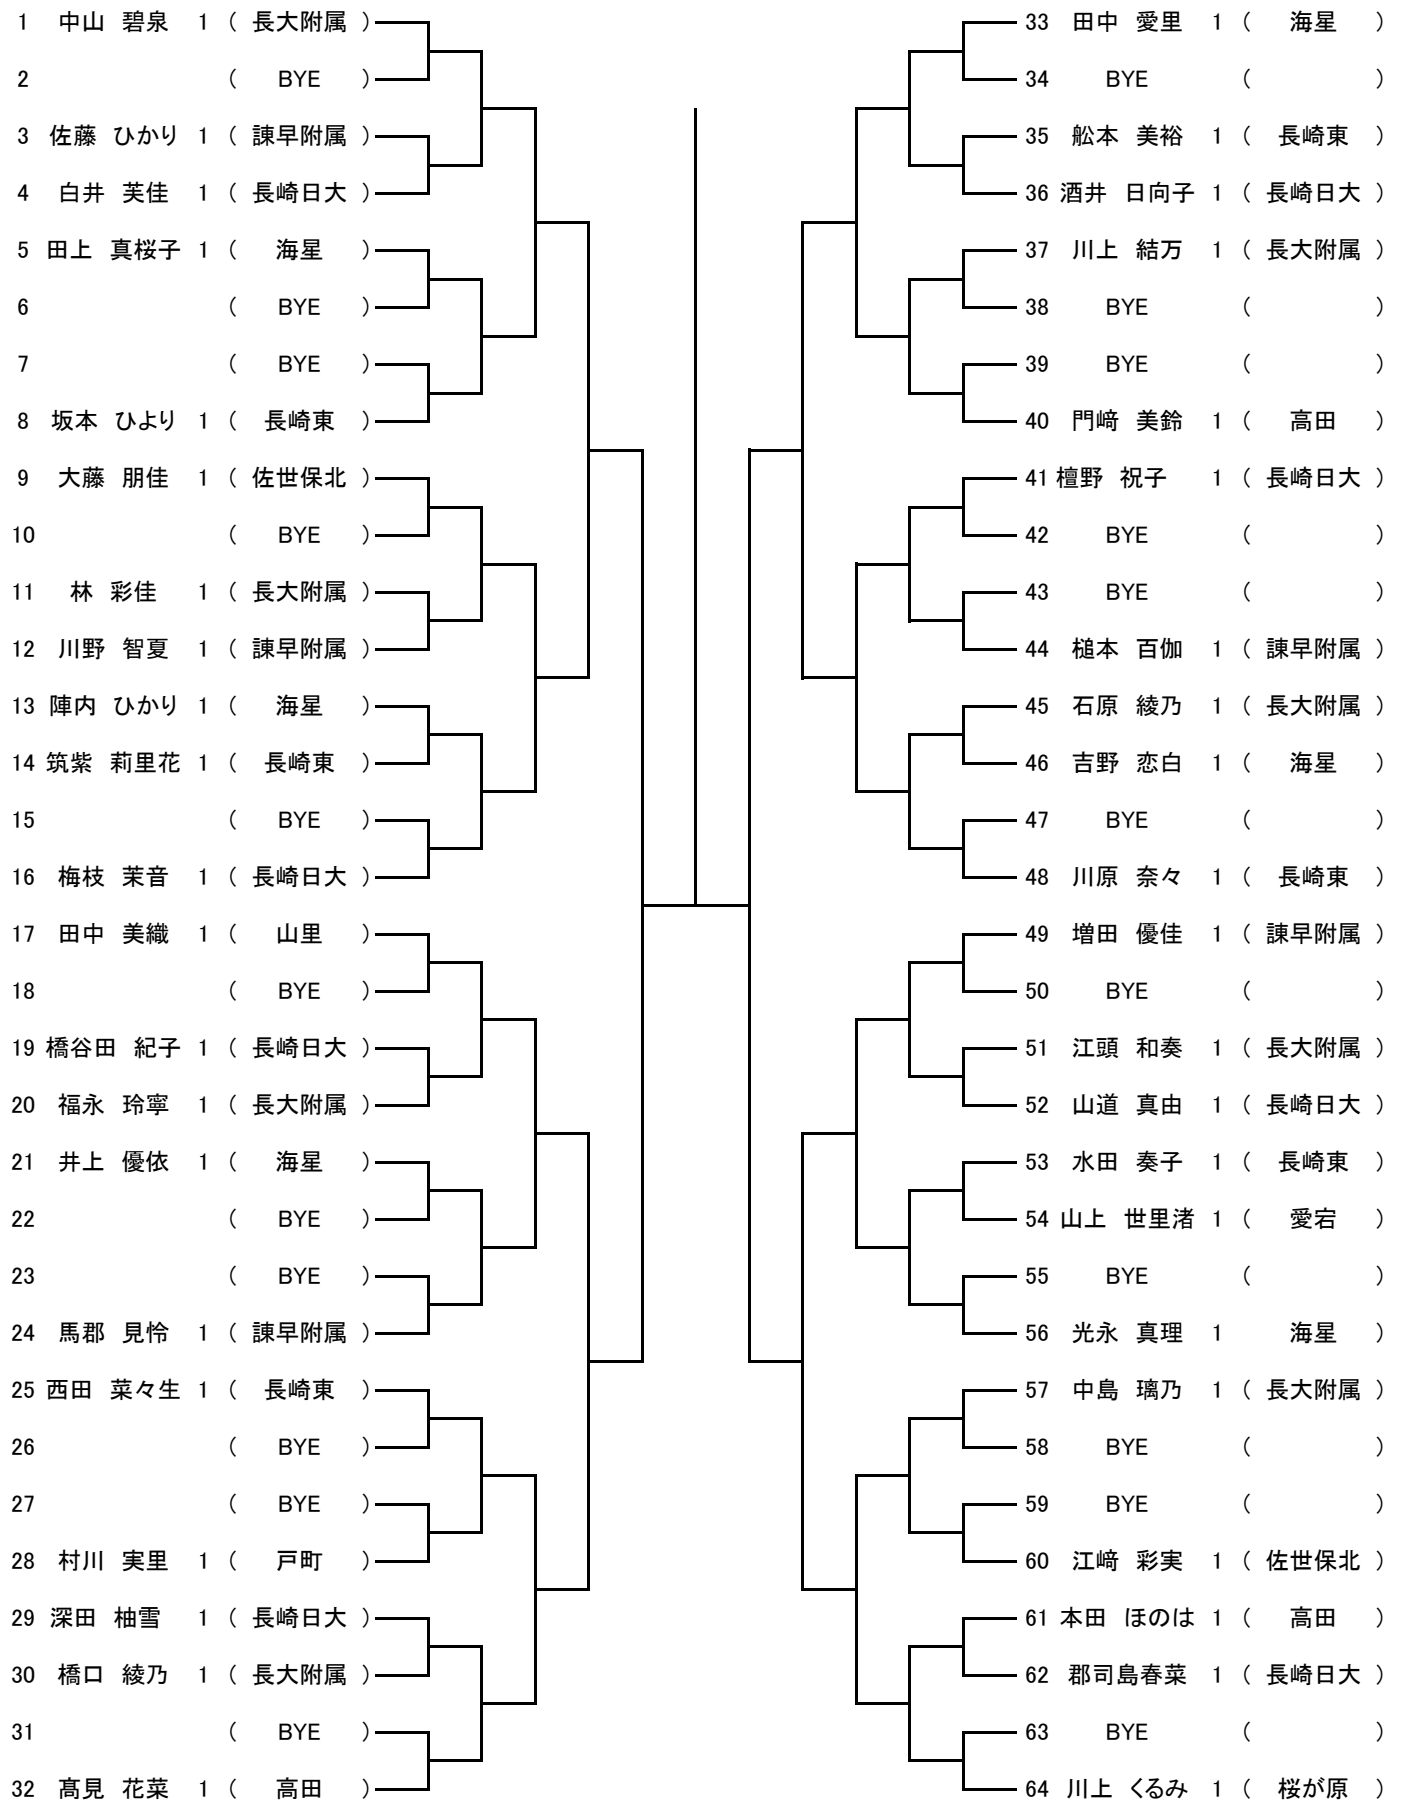 1 中山 碧泉 1 ( 長大附属 )
2 ( BYE )
3 佐藤 ひかり 1 ( 諫早附属 )
4 白井 芙佳 1 ( 長崎日大 )
5 田上 真桜子 1 ( 海星 )
6 ( BYE )
7 ( BYE )
8 坂本 ひより 1 ( 長崎東 )
9 大藤 朋佳 1 ( 佐世保北 )
10 ( BYE )
11 林 彩佳 1 ( 長大附属 )
12 川野 智夏 1 ( 諫早附属 )
13 陣内 ひかり 1 ( 海星 )
14 筑紫 莉里花 1 ( 長崎東 )
15 ( BYE )
16 梅枝 茉音 1 ( 長崎日大 )
17 田中 美織 1 ( 山里 )
18 ( BYE )
19 橋谷田 紀子 1 ( 長崎日大 )
20 福永 玲寧 1 ( 長大附属 )
21 井上 優依 1 ( 海星 )
22 ( BYE )
23 ( BYE )
24 馬郡 見怜 1 ( 諫早附属 )
25 西田 菜々生 1 ( 長崎東 )
26 ( BYE )
27 ( BYE )
28 村川 実里 1 ( 戸町 )
29 深田 柚雪 1 ( 長崎日大 )
30 橋口 綾乃 1 ( 長大附属 )
31 ( BYE )
32 髙見 花菜 1 ( 高田 )
33 田中 愛里 1 ( 海星 )
34 BYE ( )
35 舩本 美裕 1 ( 長崎東 )
36 酒井 日向子 1 ( 長崎日大 )
37 川上 結万 1 ( 長大附属 )
38 BYE ( )
39 BYE ( )
40 門﨑 美鈴 1 ( 高田 )
41 檀野 祝子 1 ( 長崎日大 )
42 BYE ( )
43 BYE ( )
44 槌本 百伽 1 ( 諫早附属 )
45 石原 綾乃 1 ( 長大附属 )
46 吉野 恋白 1 ( 海星 )
47 BYE ( )
48 川原 奈々 1 ( 長崎東 )
49 増田 優佳 1 ( 諫早附属 )
50 BYE ( )
51 江頭 和奏 1 ( 長大附属 )
52 山道 真由 1 ( 長崎日大 )
53 水田 奏子 1 ( 長崎東 )
54 山上 世里渚 1 ( 愛宕 )
55 BYE ( )
56 光永 真理 1 海星 )
57 中島 璃乃 1 ( 長大附属 )
58 BYE ( )
59 BYE ( )
60 江﨑 彩実 1 ( 佐世保北 )
61 本田 ほのは 1 ( 高田 )
62 郡司島春菜 1 ( 長崎日大 )
63 BYE ( )
64 川上 くるみ 1 ( 桜が原 )